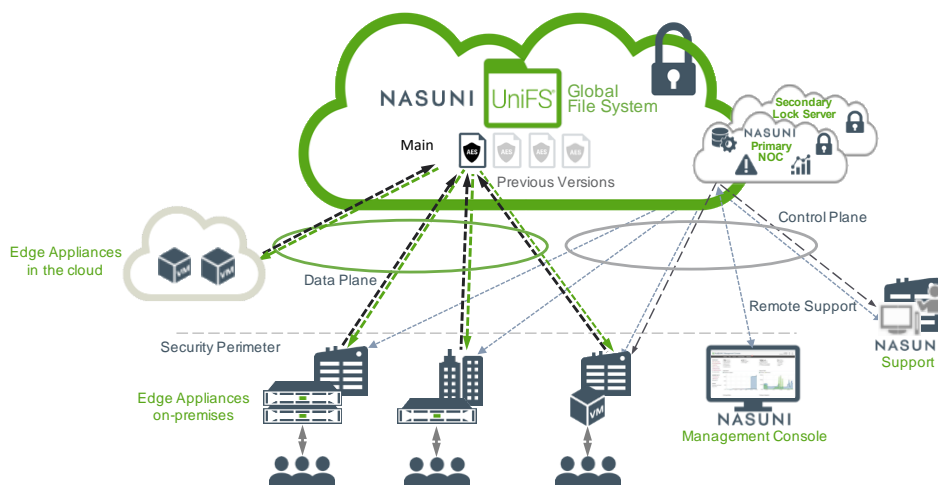 NASUNI UniFS® Global
File System
Secondary
Lock Server
NASUNI
Primary
NOC
Main
AES AES AES AES
Previous Versions
Control Plane
Edge Appliances
in the cloud
VM VM
Data Plane
Remote Support
Security Perimeter
NASUNI
Support
Edge Appliances
on-premises
VM
NASUNI
Management Console